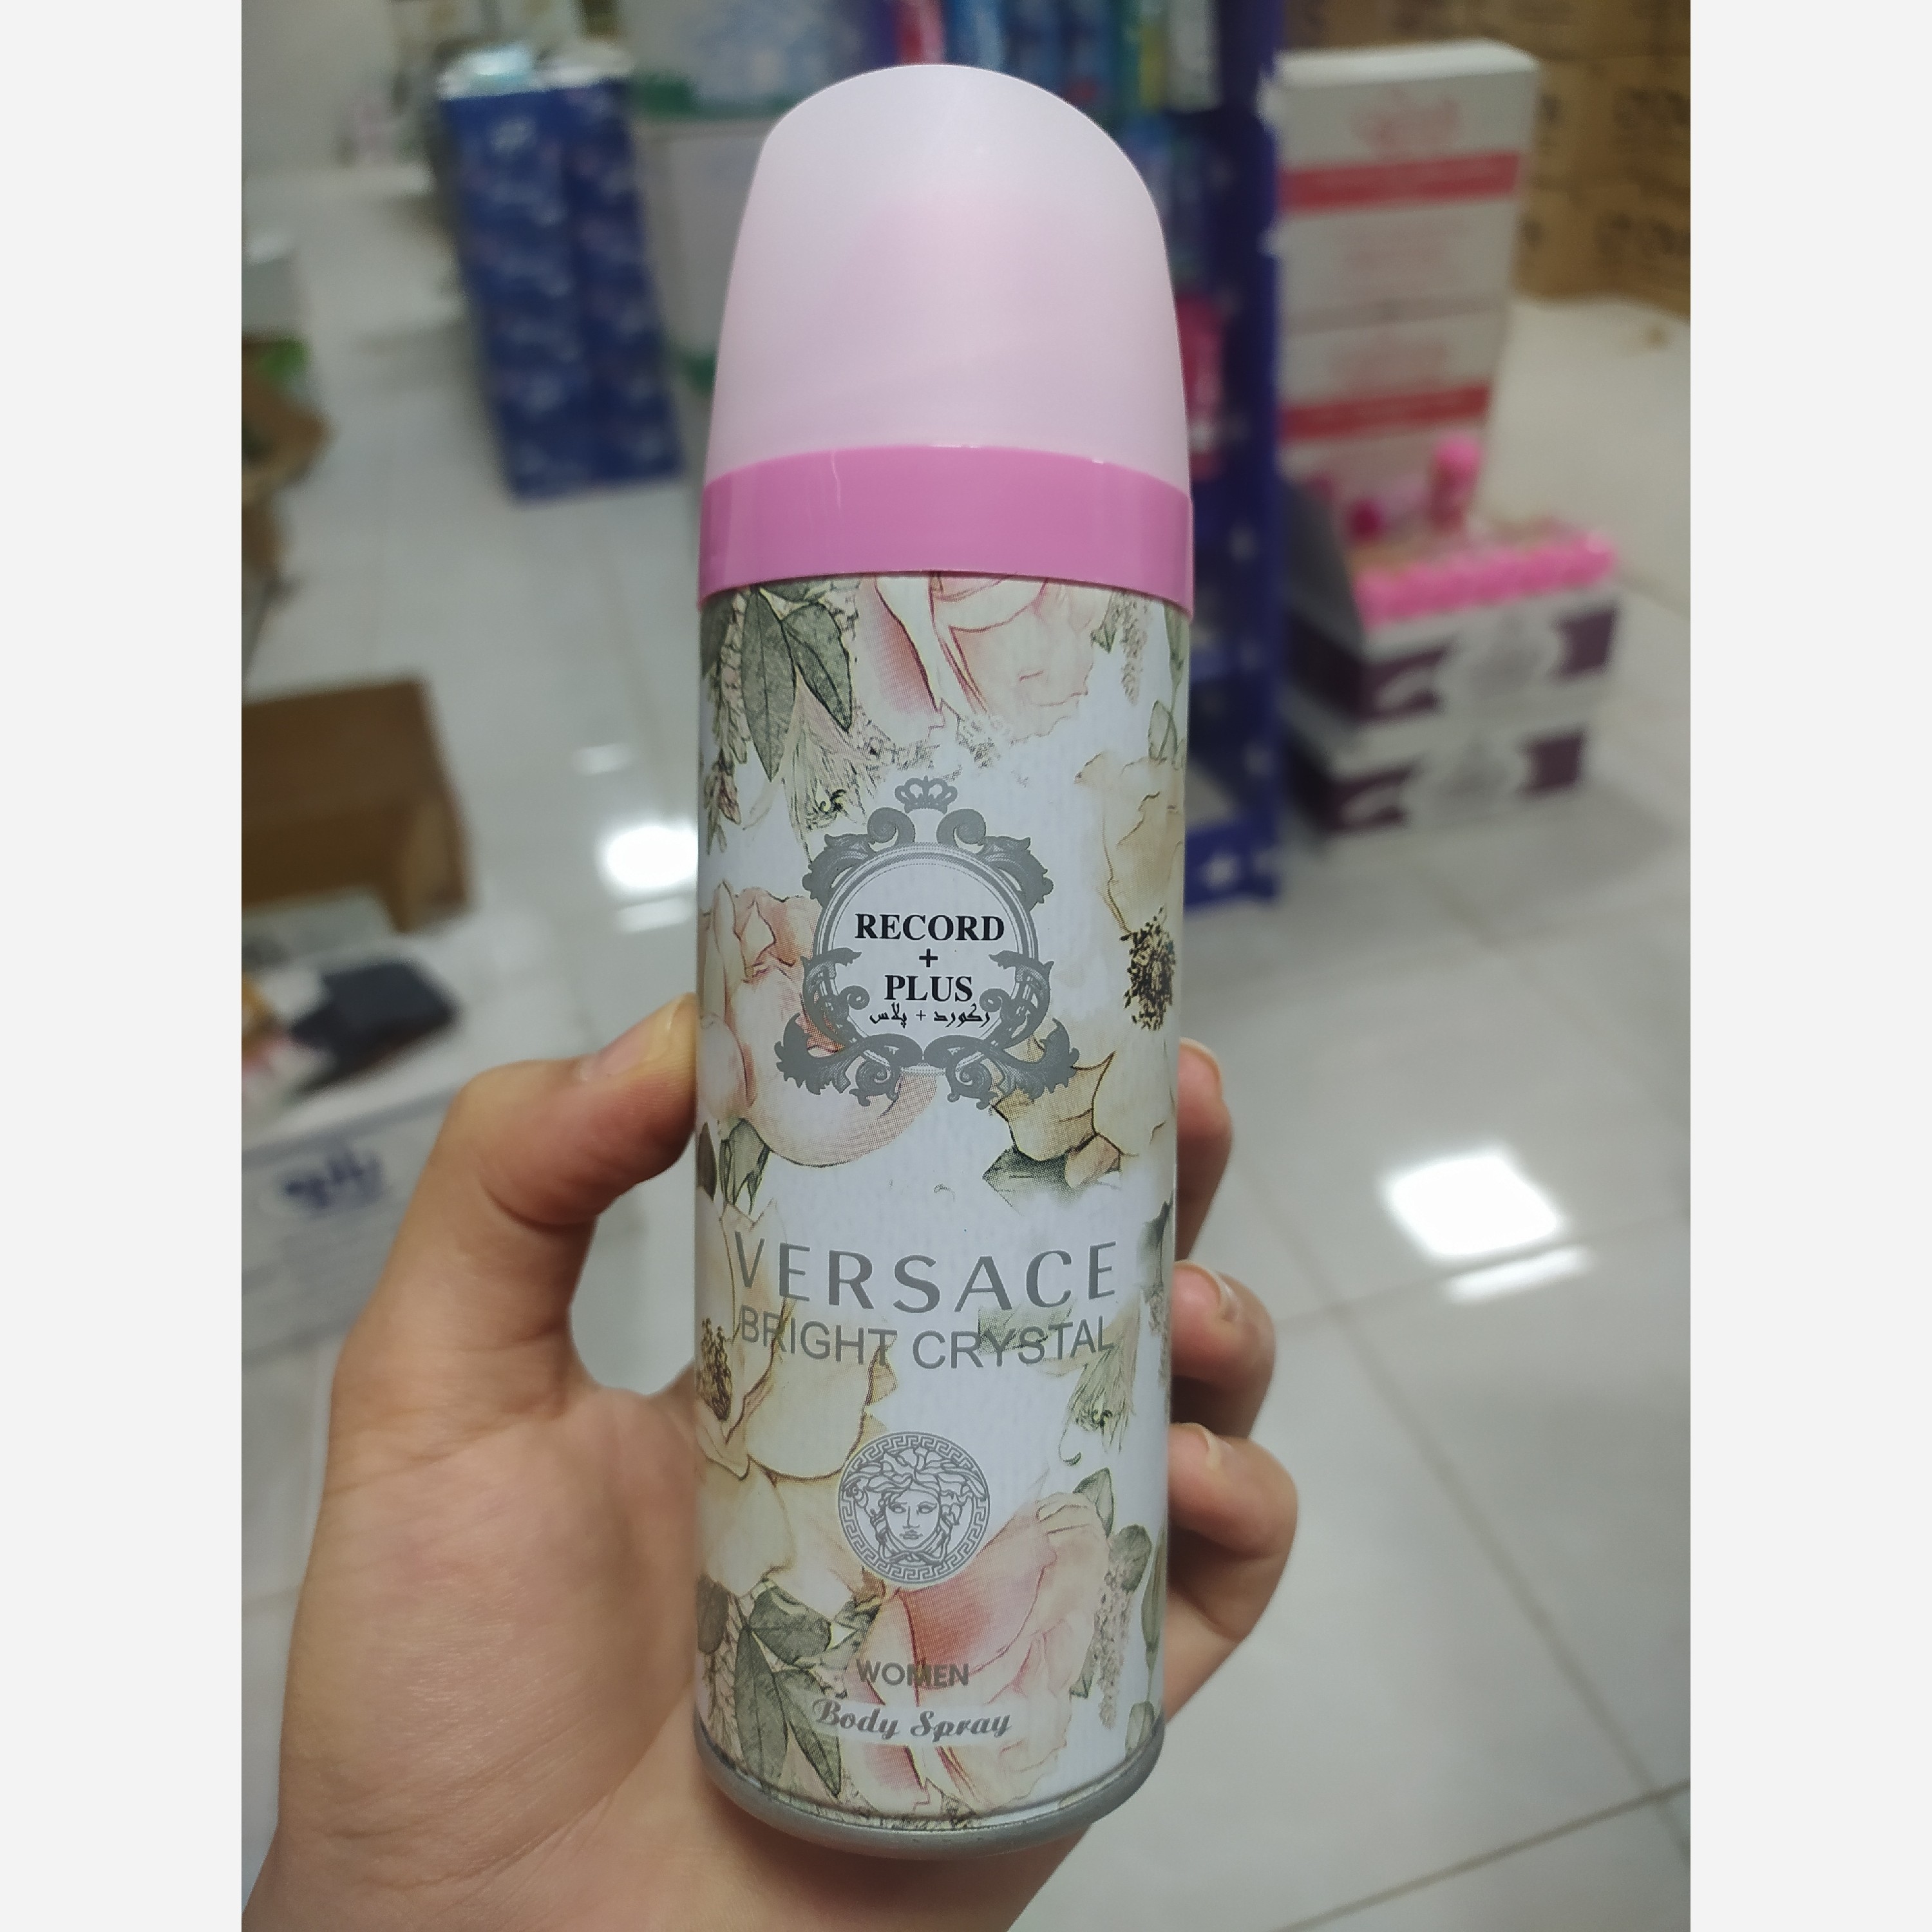 RECORD
+
PLUS
رکورد + پلاس
VERSACE
BRIGHT CRYSTAL
WOMEN
Body Spray